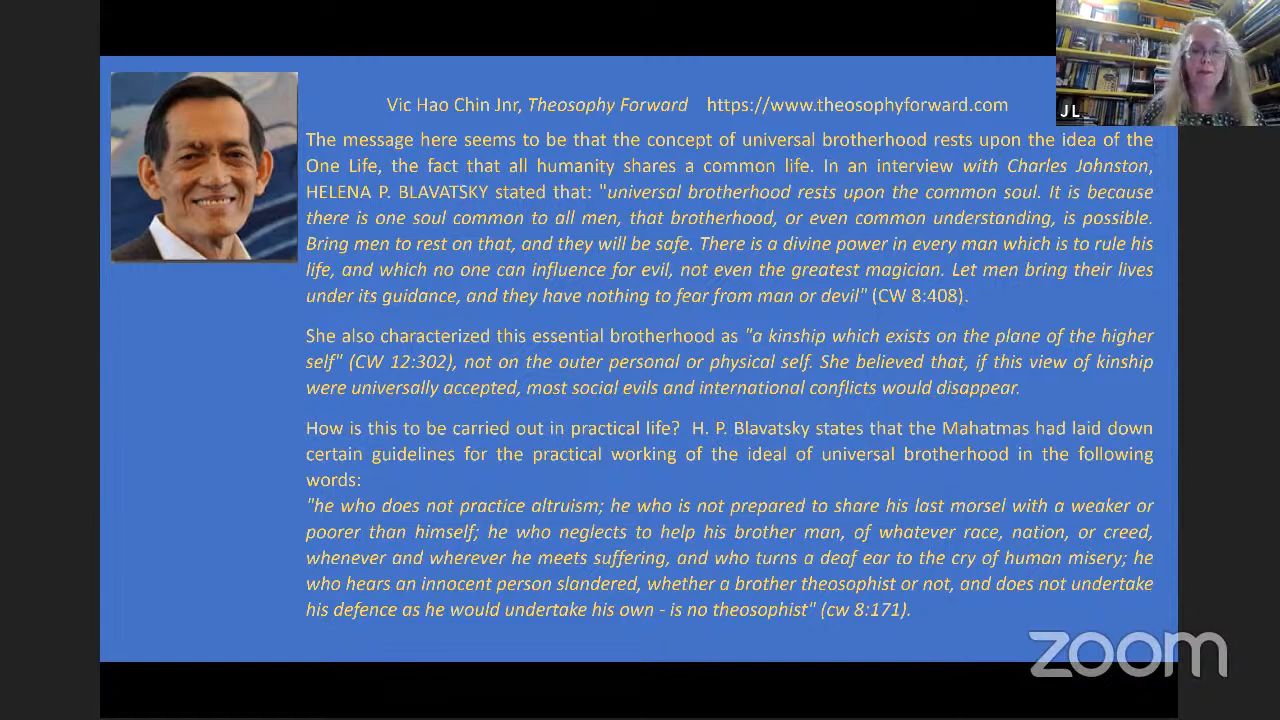 Vic Hao Chin Jnr, Theosophy Forward https://www.theosophyforward.com
J L
The message here seems to be that the concept of universal brotherhood rests upon the idea of the
One Life, the fact that all humanity shares a common life. In an interview with Charles Johnston,
HELENA P. BLAVATSKY stated that: "universal brotherhood rests upon the common soul. It is because
there is one soul common to all men, that brotherhood, or even common understanding, is possible.
Bring men to rest on that, and they will be safe. There is a divine power in every man which is to rule his
life, and which no one can influence for evil, not even the greatest magician. Let men bring their lives
under its guidance, and they have nothing to fear from man or devil" (CW 8:408).
She also characterized this essential brotherhood as "a kinship which exists on the plane of the higher
self" (CW 12:302), not on the outer personal or physical self. She believed that, if this view of kinship
were universally accepted, most social evils and international conflicts would disappear.
How is this to be carried out in practical life? H. P. Blavatsky states that the Mahatmas had laid down
certain guidelines for the practical working of the ideal of universal brotherhood in the following
words:
"he who does not practice altruism; he who is not prepared to share his last morsel with a weaker or
poorer than himself; he who neglects to help his brother man, of whatever race, nation, or creed,
whenever and wherever he meets suffering, and who turns a deaf ear to the cry of human misery; he
who hears an innocent person slandered, whether a brother theosophist or not, and does not undertake
his defence as he would undertake his own - is no theosophist" (cw 8:171).
zoom